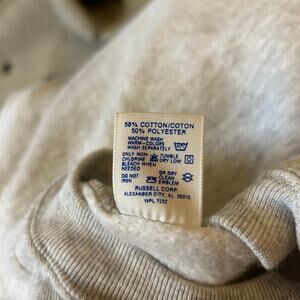 50% COTTON/COTON
50% POLYESTER
MACHINE WASH
WARM-COLORS
WASH SEPARATELY
ONLY NON- TUMBLE
CHLORINE DRY LOW
BLEACH WHEN
NEEDED OR DRY
DO NOT CLEAN
IRON EMBLEM
RUSSELL CORP.
ALEXANDER CITY, AL. 35010
WPL 7232